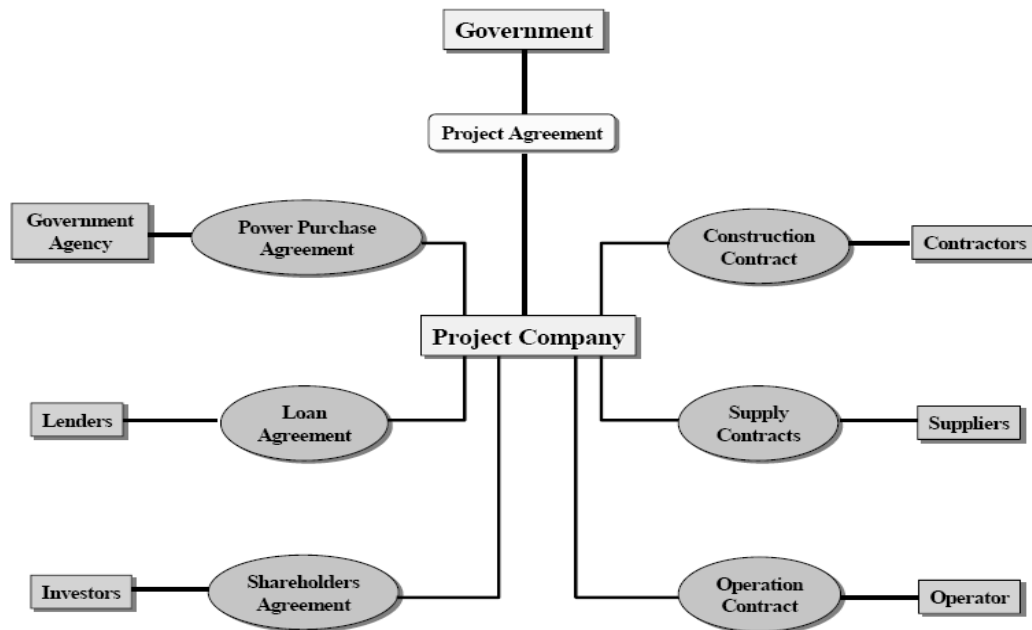 Government
Project Agreement
Government
Agency
Power Purchase
Agreement
Construction
Contract
Contractors
Project Company
Lenders
Loan
Agreement
Supply
Contracts
Suppliers
Investors
Shareholders
Agreement
Operation
Contract
Operator